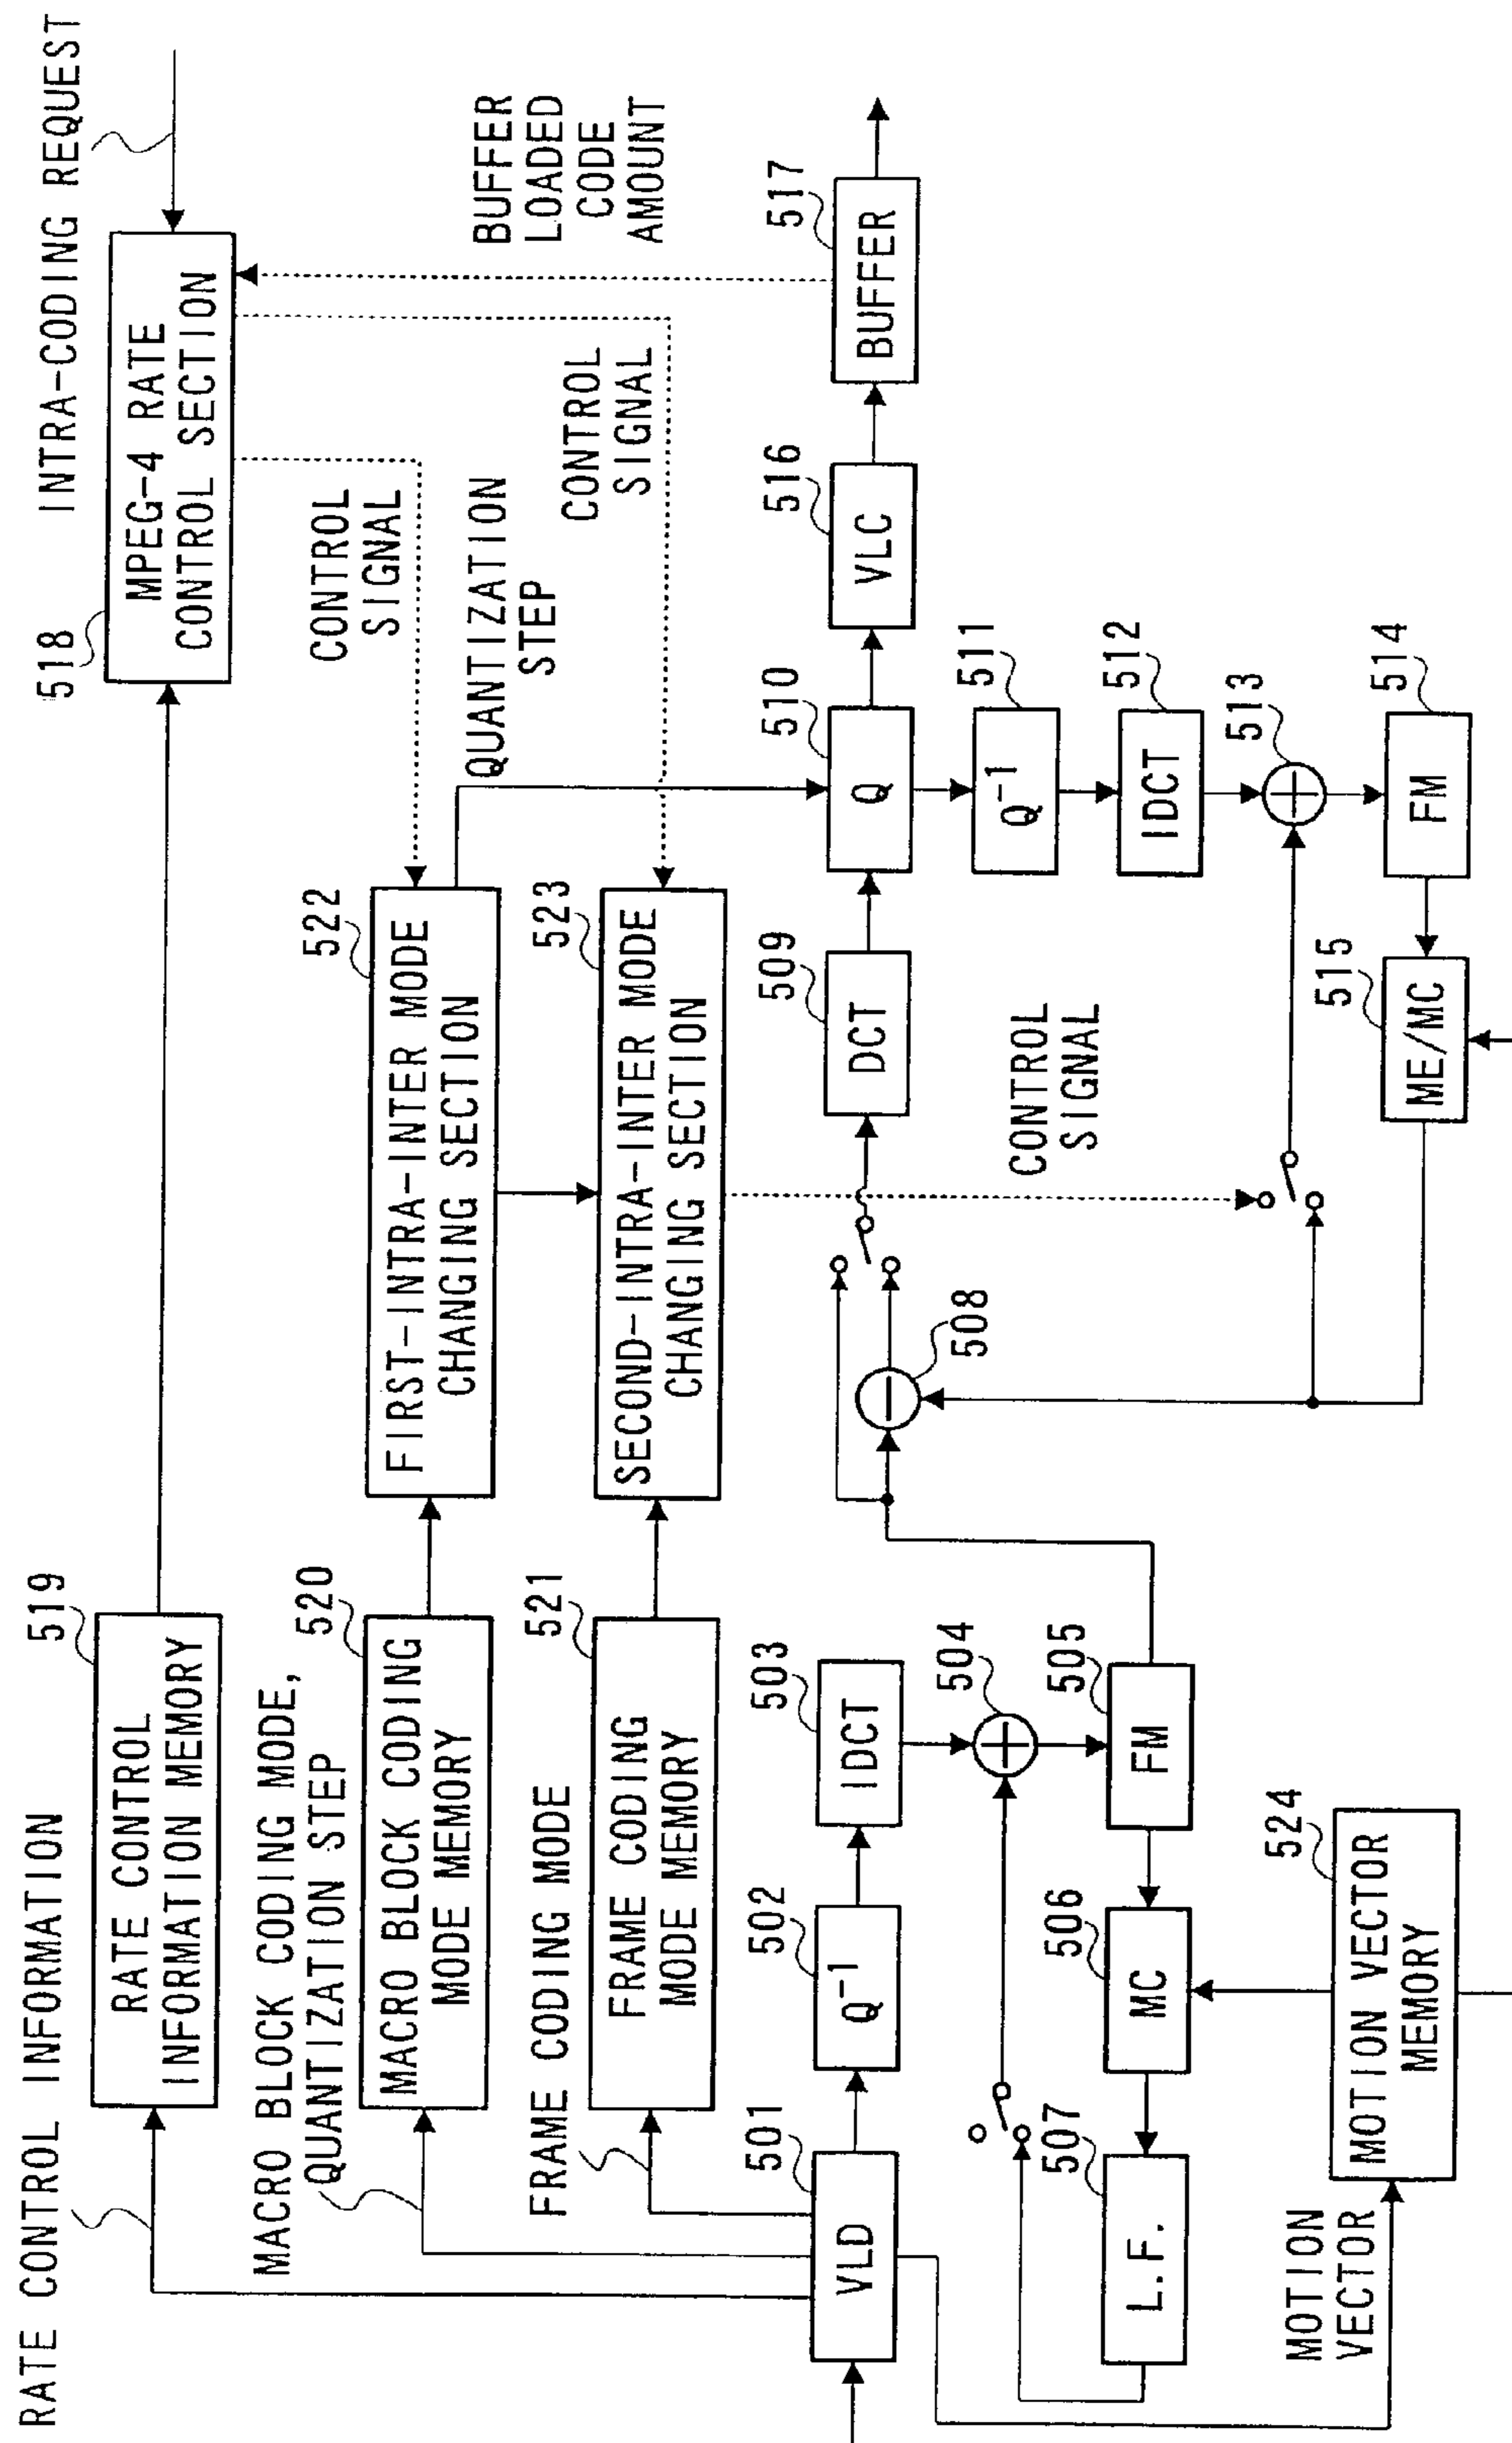 RATE CONTROL INFORMATION
519
RATE CONTROL
INFORMATION MEMORY
INTRA-CODING REQUEST
518
MPEG-4 RATE
CONTROL SECTION
MACRO BLOCK CODING MODE,
QUANTIZATION STEP
520
MACRO BLOCK CODING
MODE MEMORY
522
FIRST-INTRA-INTER MODE
CHANGING SECTION
CONTROL
SIGNAL
QUANTIZATION
STEP
BUFFER
LOADED
CODE
AMOUNT
FRAME CODING MODE
521
FRAME CODING
MODE MEMORY
523
SECOND-INTRA-INTER MODE
CHANGING SECTION
CONTROL
SIGNAL
501
VLD
502
Q-1
503
IDCT
504
505
FM
506
MC
507
L.F.
508
509
DCT
510
Q
516
VLC
517
BUFFER
511
Q-1
512
IDCT
513
514
FM
515
ME/MC
CONTROL
SIGNAL
MOTION
VECTOR
524
MOTION VECTOR
MEMORY